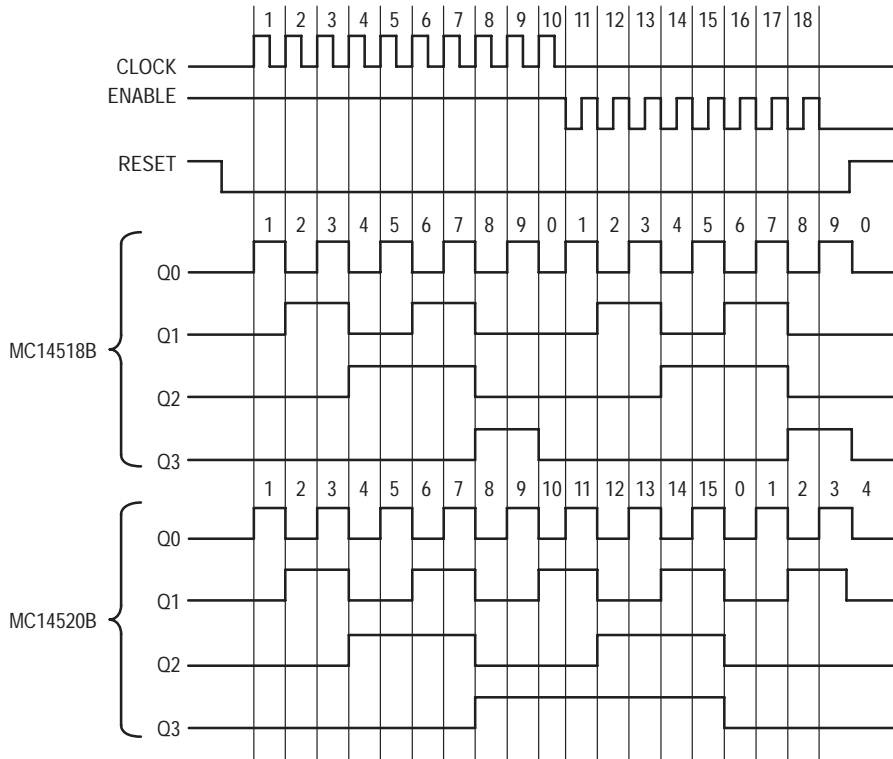 1 2 3 4 5 6 7 8 9 10 11 12 13 14 15 16 17 18
CLOCK
ENABLE
RESET
1 2 3 4 5 6 7 8 9 0 1 2 3 4 5 6 7 8 9 0
Q0
Q1
MC14518B
Q2
Q3
1 2 3 4 5 6 7 8 9 10 11 12 13 14 15 0 1 2 3 4
Q0
Q1
MC14520B
Q2
Q3